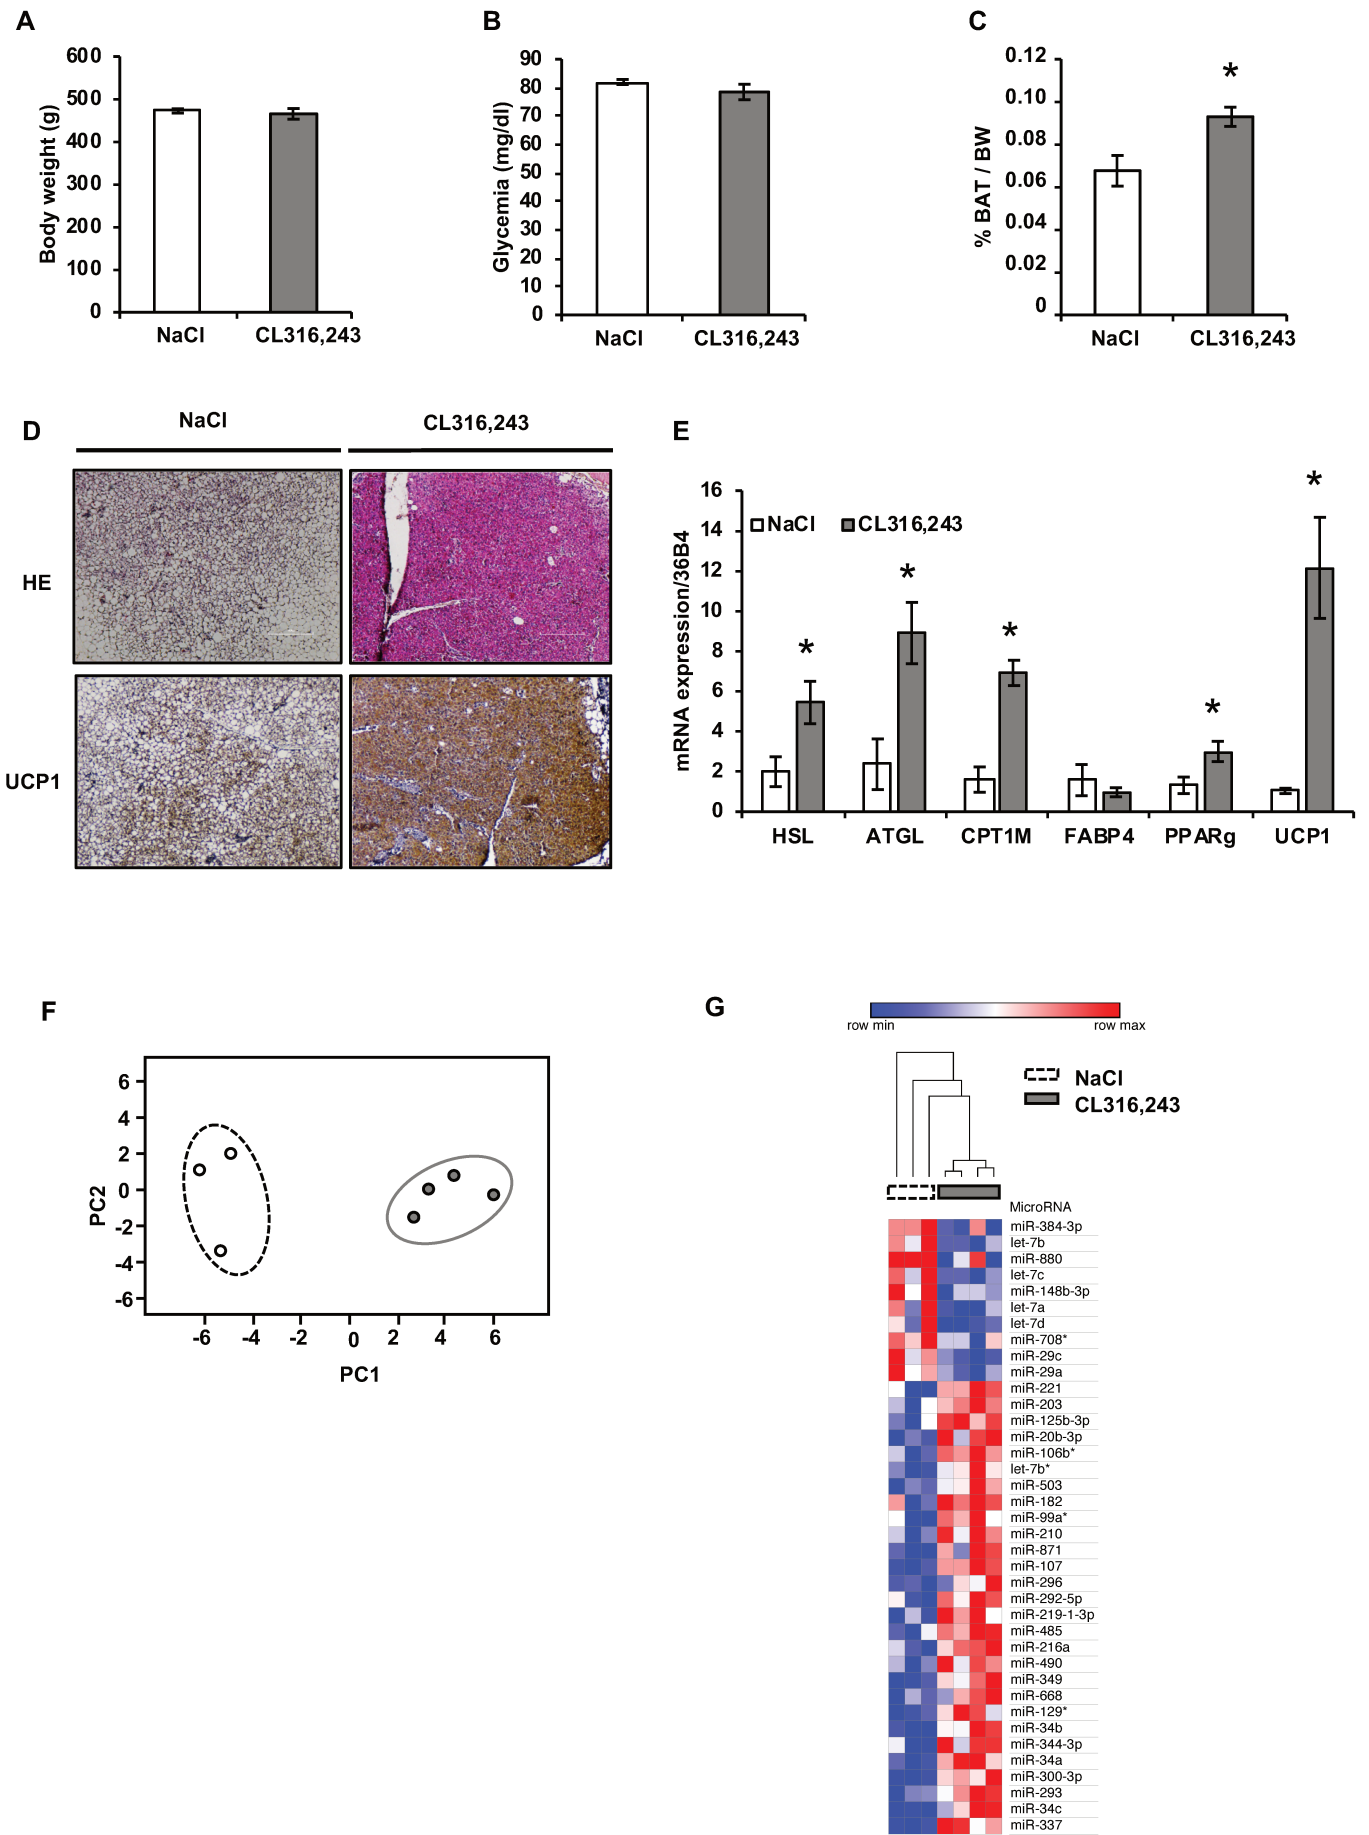 A
600
500
400
300
200
100
0
Body weight (g)
NaCl
CL316,243
B
90
80
70
60
50
40
30
20
10
0
Glycemia (mg/dl)
NaCl
CL316,243
C
0.12
0.10
0.08
0.06
0.04
0.02
0
% BAT / BW
*
NaCl
CL316,243
D
NaCl
CL316,243
HE
UCP1
E
16
14
12
10
8
6
4
2
0
mRNA expression/36B4
NaCl
CL316,243
*
*
*
*
*
HSL
ATGL
CPT1M
FABP4
PPARg
UCP1
F
6
4
2
0
-2
-4
-6
PC2
-6
-4
-2
0
2
4
6
PC1
G
row min
row max
NaCl
CL316,243
MicroRNA
miR-384-3p
let-7b
miR-880
let-7c
miR-148b-3p
let-7a
let-7d
miR-708*
miR-29c
miR-29a
miR-221
miR-203
miR-125b-3p
miR-20b-3p
miR-106b*
let-7b*
miR-503
miR-182
miR-99a*
miR-210
miR-871
miR-107
miR-296
miR-292-5p
miR-219-1-3p
miR-485
miR-216a
miR-490
miR-349
miR-668
miR-129*
miR-34b
miR-344-3p
miR-34a
miR-300-3p
miR-293
miR-34c
miR-337